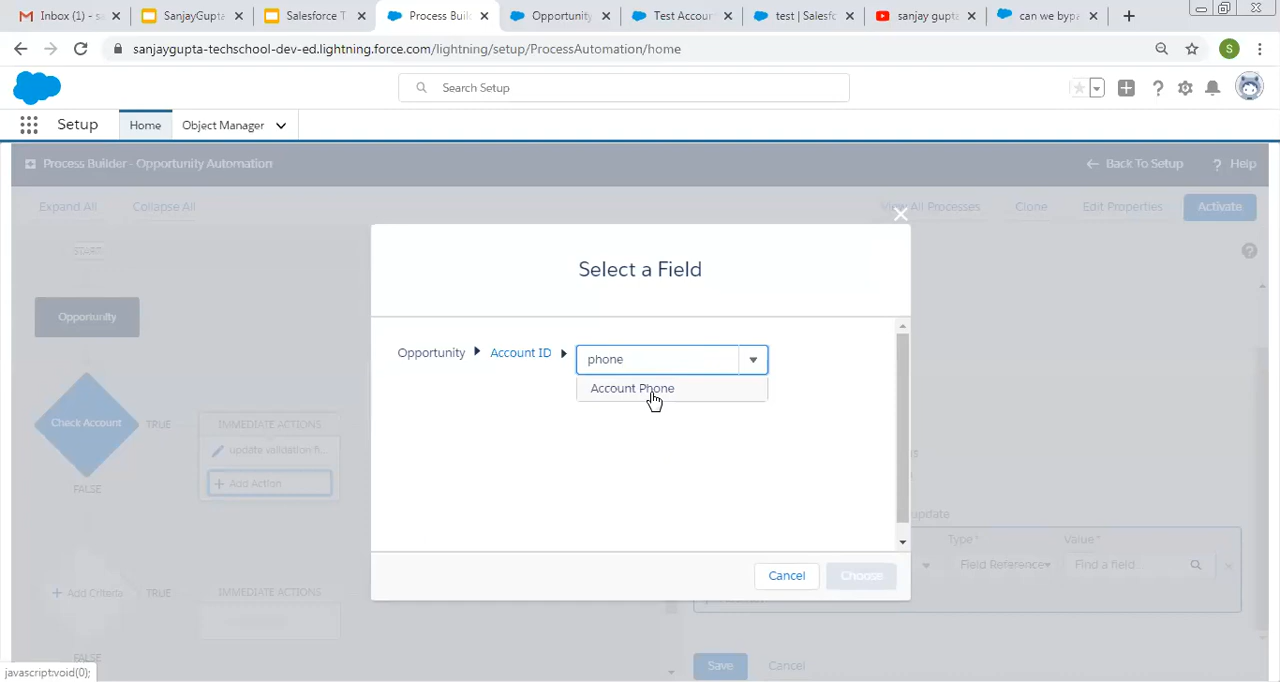 Inbox (1) - s
SanjayGupta
Salesforce T
Process Buil
Opportunity
Test Accoun
test | Salesfo
sanjay gupta
can we bypa
sanjaygupta-techschool-dev-ed.lightning.force.com/lightning/setup/ProcessAutomation/home
S
Search Setup
Setup
Home
Object Manager
Process Builder - Opportunity Automation
Back To Setup
? Help
Expand All
Collapse All
View All Processes
Clone
Edit Properties
Activate
START
Opportunity
Select a Field
Opportunity
Account ID
phone
Account Phone
Check Account
TRUE
IMMEDIATE ACTIONS
update validation f...
+ Add Action
FALSE
update
Type*
Value*
Field Reference
Find a field...
Cancel
Choose
+ Add Criteria
TRUE
IMMEDIATE ACTIONS
FALSE
Save
Cancel
javascript:void(0);